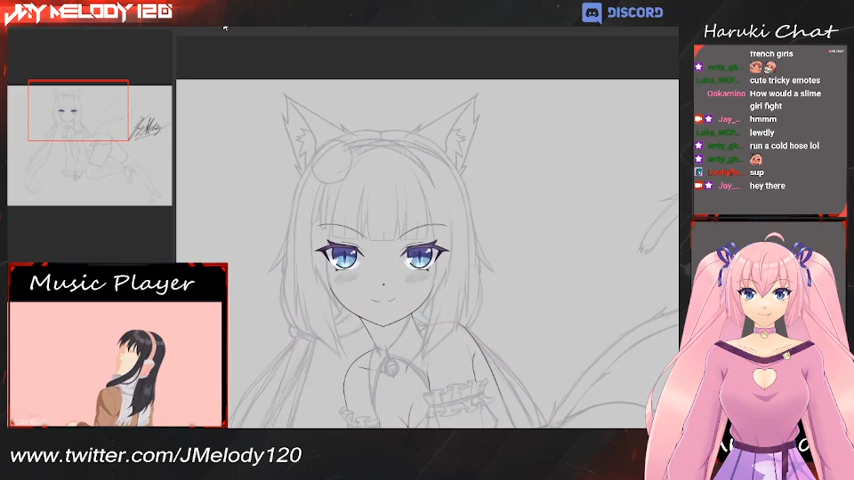 JAY MELODY 120
DISCORD
Haruki Chat
french girls
cute tricky emotes
Ookamino
How would a slime
girl fight
Jay_...
hmmm
lewdly
run a cold hose lol
sup
Jay_...
hey there
Music Player
www.twitter.com/JMelody120